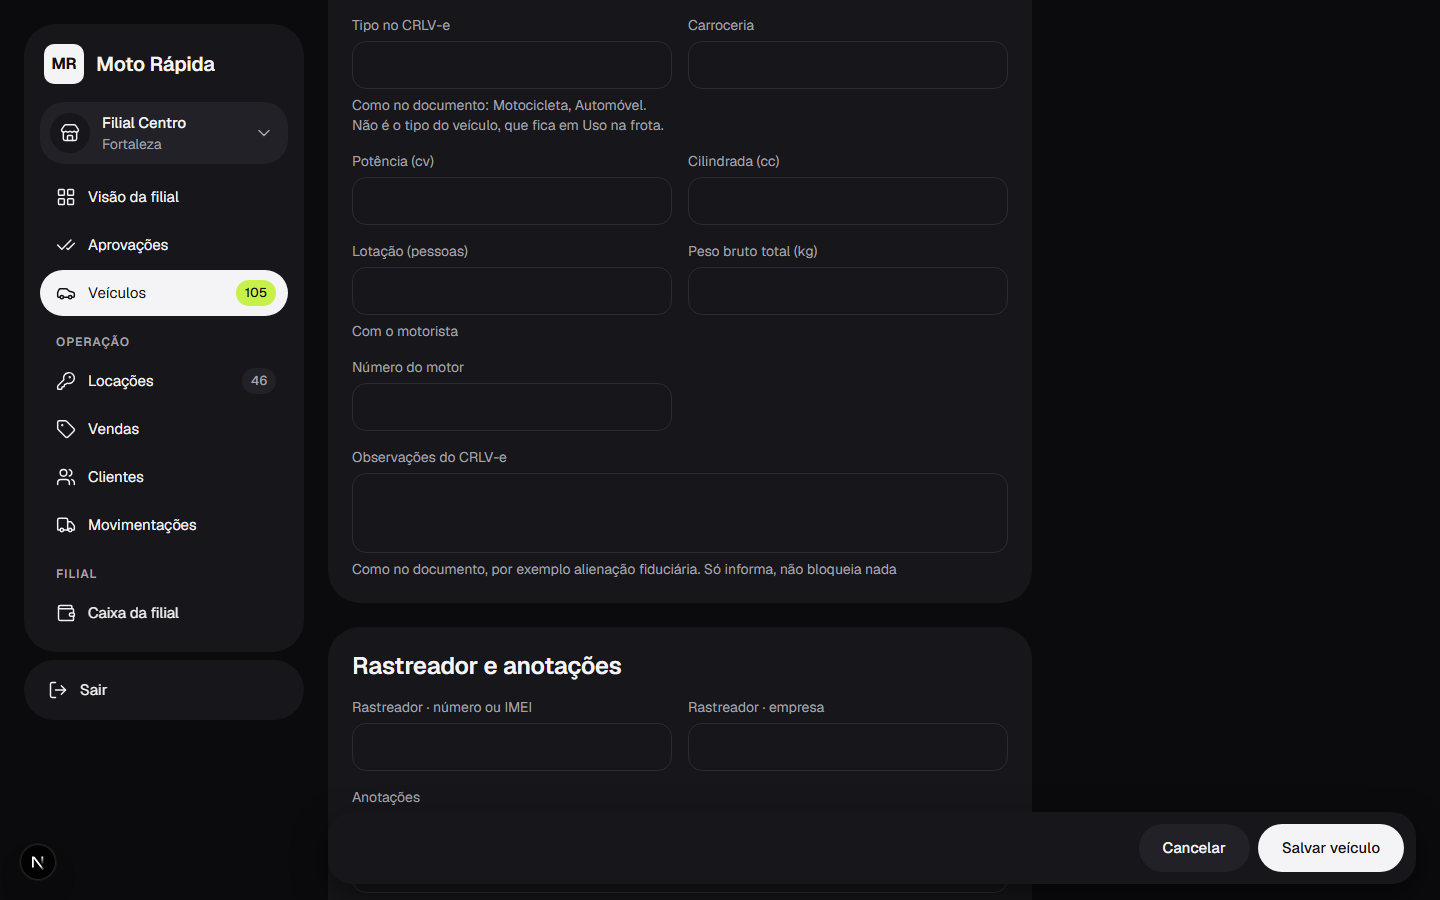 MR
Moto Rápida
Filial Centro
Fortaleza
Visão da filial
Aprovações
Veículos
105
OPERAÇÃO
Locações
46
Vendas
Clientes
Movimentações
FILIAL
Caixa da filial
Sair
N
Tipo no CRLV-e
Carroceria
Como no documento: Motocicleta, Automóvel.
Não é o tipo do veículo, que fica em Uso na frota.
Potência (cv)
Cilindrada (cc)
Lotação (pessoas)
Peso bruto total (kg)
Com o motorista
Número do motor
Observações do CRLV-e
Como no documento, por exemplo alienação fiduciária. Só informa, não bloqueia nada
Rastreador e anotações
Rastreador · número ou IMEI
Rastreador · empresa
Anotações
Cancelar
Salvar veículo